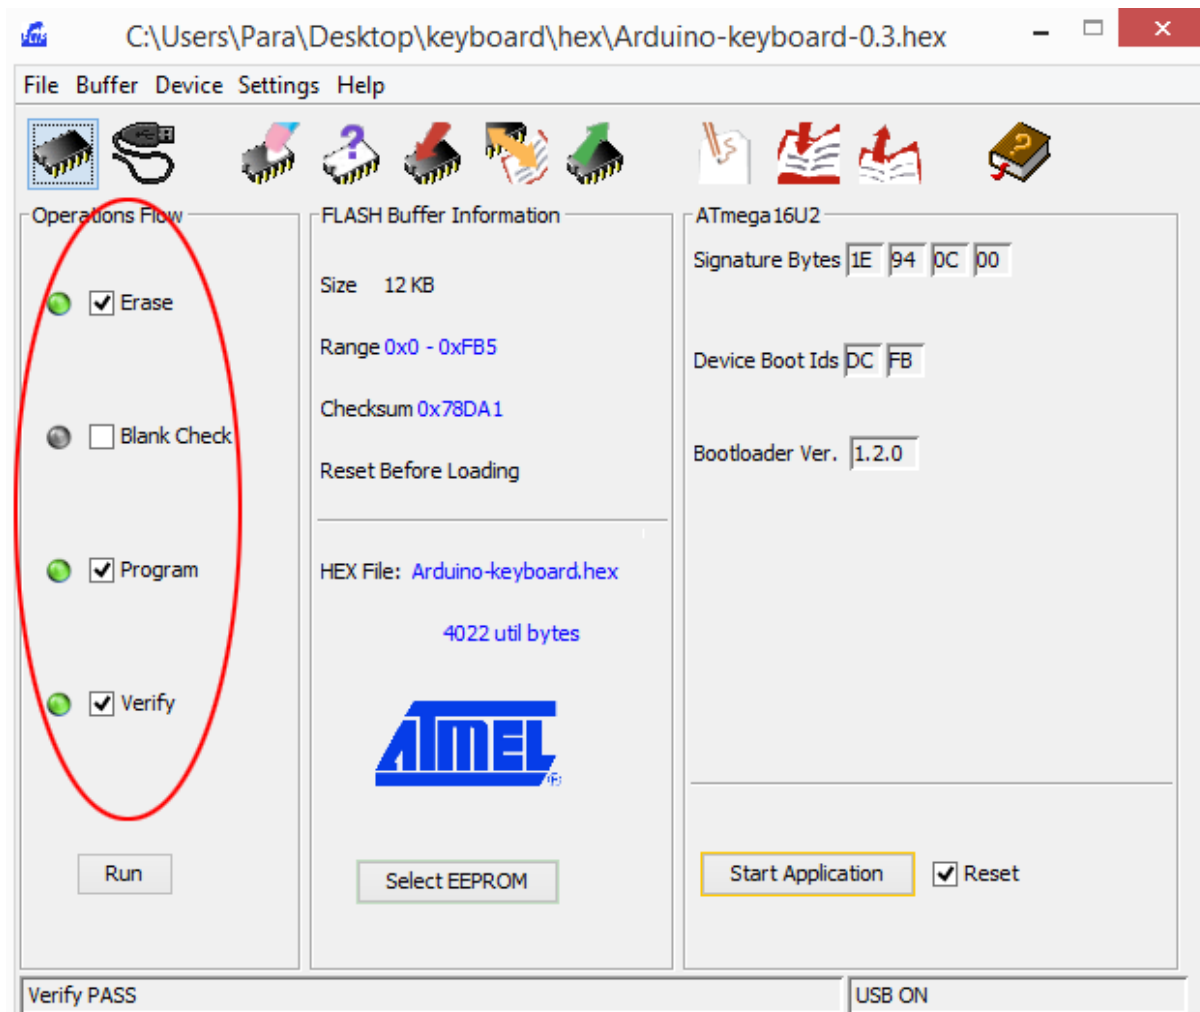 C:\Users\Para\Desktop\keyboard\hex\Arduino-keyboard-0.3.hex
File Buffer Device Settings Help
Operations Flow
Erase
Blank Check
Program
Verify
Run
FLASH Buffer Information
Size 12 KB
Range 0x0 - 0xFB5
Checksum 0x78DA1
Reset Before Loading
HEX File: Arduino-keyboard.hex
4022 util bytes
ATMEL®
Select EEPROM
ATmega16U2
Signature Bytes 1E 94 0C 00
Device Boot Ids DC FB
Bootloader Ver. 1.2.0
Start Application Reset
Verify PASS
USB ON